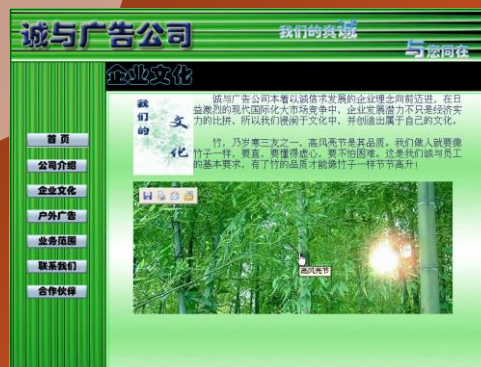 诚与广告公司
我们的真诚
与您同在
企业文化
我们的
文化
诚与广告公司本着以诚信求发展的企业理念向前迈进，在日
益激烈的现代国际化大市场竞争中，企业发展潜力不只是经济实
力的比拼，所以我们浸润于文化中，并创造出属于自己的文化。
竹，乃岁寒三友之一，高风亮节是其品质。我们做人就要像
竹子一样，要直，要懂得虚心，要不怕困难。这是我们诚与员工
的基本要求，有了竹的品质才能像竹子一样节节高升！
首 页
公司介绍
企业文化
户外广告
业务范围
联系我们
合作伙伴
高风亮节